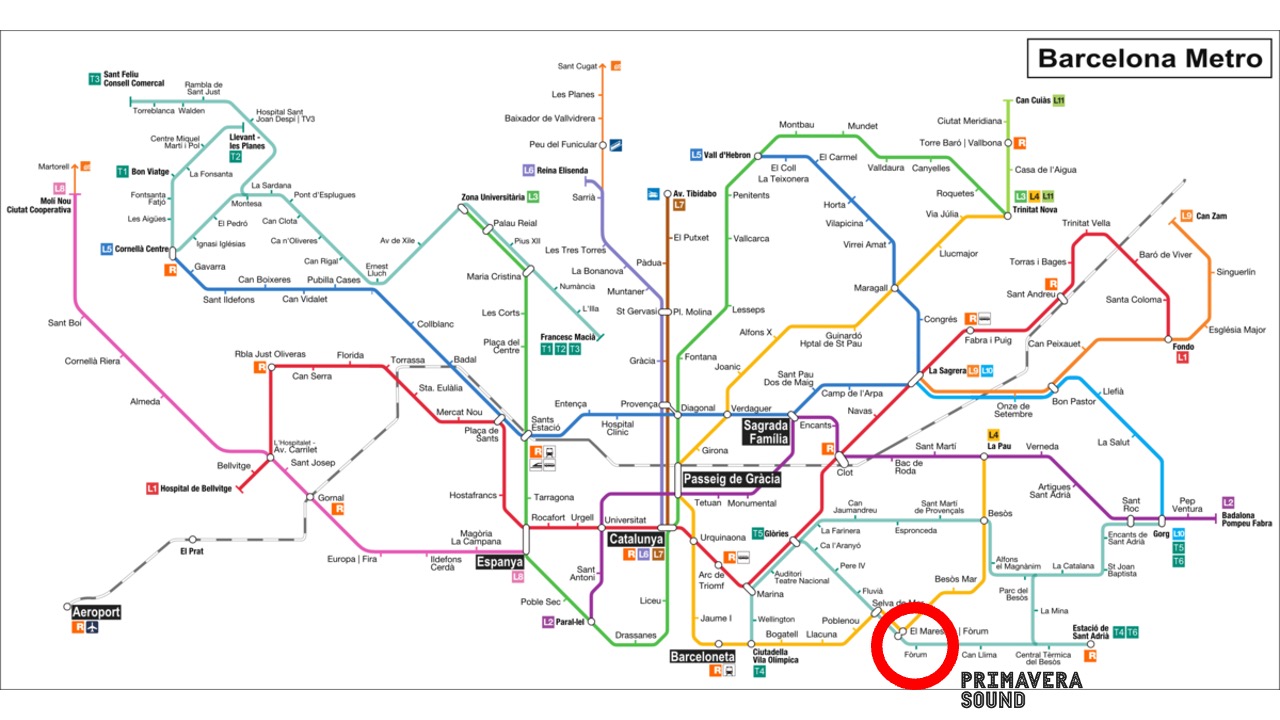 Barcelona Metro
T3 Sant Feliu
Consell Comercal
Rambla de
Sant Just
Torreblanca Walden
Hospital Sant
Joan Despí | TV3
Centre Miquel
Martí i Pol
Llevant -
les Planes
T2
Martorell
T1 Bon Viatge
La Fonsanta
L8
Moli Nou
Ciutat Cooperativa
Fontsanta
Fatjó
La Sardana
Montesa
Pont d'Esplugues
Les Aigües
El Pedró
Can Clota
L5 Cornellà Centre
R
Ignasi Iglésias
Ca n'Oliveres
Gavarra
Can Rigal
Av de Xile
Ernest
Lluch
Can Boixeres
Pubilla Cases
Sant Ildefons
Can Vidalet
Collblanc
Sant Boi
Cornellà Riera
Almeda
Rbla Just Oliveras
R
Florida
Torrassa
Badal
Can Serra
Sta. Eulàlia
Mercat Nou
Plaça de
Sants
L'Hospitalet -
Av. Carrilet
Bellvitge
Sant Josep
L1 Hospital de Bellvitge
Gornal
R
El Prat
Europa | Fira
Ildefons
Cerdà
Magòria
La Campana
Aeroport
R
Sant Cugat
Les Planes
Baixador de Vallvidrera
Peu del Funicular
L6 Reina Elisenda
Sarrià
Zona Universitària L3
Palau Reial
Pius XII
Maria Cristina
Numància
L'Illa
Les Corts
Plaça del
Centre
Francesc Macià
T1 T2 T3
Les Tres Torres
La Bonanova
Muntaner
St Gervasi
Pl. Molina
Av. Tibidabo
L7
El Putxet
Pàdua
Gràcia
Provença
Diagonal
Entença
Hospital
Clínic
Sants
Estació
R
Hostafrancs
Tarragona
Rocafort Urgell
Universitat
Espanya
L8
Catalunya
R L6 L7
Sant
Antoni
Poble Sec
L2 Paral·lel
Liceu
Drassanes
L5 Vall d'Hebron
Montbau
Mundet
El Coll
La Teixonera
El Carmel
Valldaura
Canyelles
Roquetes
Penitents
Vallcarca
Lesseps
Fontana
Horta
Vilapicina
Virrei Amat
Maragall
Via Júlia
Llucmajor
Can Cuiàs L11
Ciutat Meridiana
Torre Baró | Vallbona R
Casa de l'Aigua
L3 L4 L11
Trinitat Nova
Alfons X
Guinardó
Hptal de St Pau
Joanic
Verdaguer
Congrés
Sant Pau
Dos de Maig
Camp de l'Arpa
La Sagrera L9 L10
Navas
Encants
Sagrada
Família
Girona
Passeig de Gràcia
Tetuan Monumental
R
Clot
Fabra i Puig
R
Sant Andreu
R
Torras i Bages
Trinitat Vella
Baró de Viver
Santa Coloma
Fondo
L1
L9 Can Zam
Singuerlín
Església Major
Can Peixauet
Onze de
Setembre
Bon Pastor
Llefià
La Salut
L4
La Pau
Sant Martí
Bac de
Roda
Verneda
Artigues
Sant Adrià
Sant
Roc
Pep
Ventura
L2
Badalona
Pompeu Fabra
Gorg L10
T5
T6
Encants de
Sant Adrià
St Joan
Baptista
La Catalana
Alfons
el Magnànim
Parc del
Besòs
La Mina
Besòs
Besòs Mar
Can
Jaumandreu
Sant Martí
de Provençals
La Farinera
Espronceda
T5 Glòries
Ca l'Aranyó
Pere IV
Fluvià
Auditori
Teatre Nacional
Urquinaona
R
Arc de
Triomf
Marina
Jaume I
Wellington
Bogatell Llacuna
Poblenou
Selva de Mar
Barceloneta
R
Ciutadella
Vila Olímpica
T4
El Mares | Fòrum
Fòrum
Can Llima
Central Tèrmica
del Besòs
Estació de
Sant Adrià T4 T6
R
PRIMAVERA
SOUND